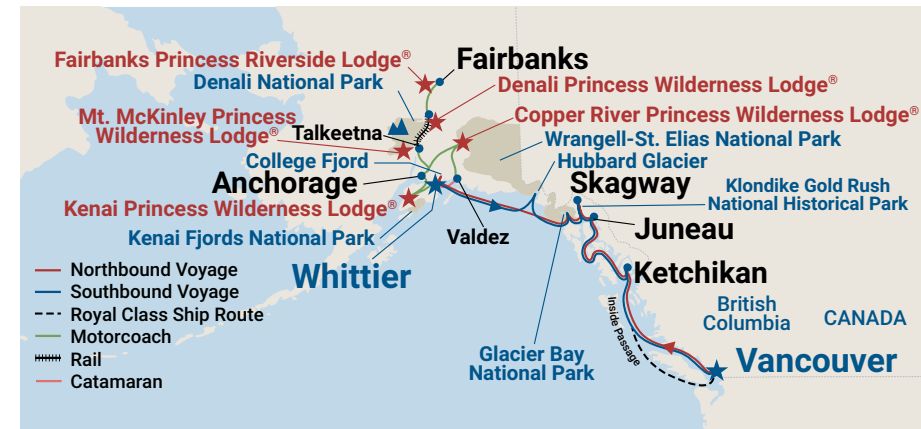 Fairbanks Princess Riverside Lodge®
Fairbanks
Denali National Park
Denali Princess Wilderness Lodge®
Mt. McKinley Princess
Wilderness Lodge®
Copper River Princess Wilderness Lodge®
Talkeetna
Wrangell-St. Elias National Park
College Fjord
Hubbard Glacier
Anchorage
Skagway
Klondike Gold Rush
National Historical Park
Kenai Princess Wilderness Lodge®
Juneau
Kenai Fjords National Park
Valdez
Whittier
Ketchikan
Northbound Voyage
Southbound Voyage
Royal Class Ship Route
Motorcoach
Rail
Catamaran
Inside Passage
British
Columbia
CANADA
Glacier Bay
National Park
Vancouver